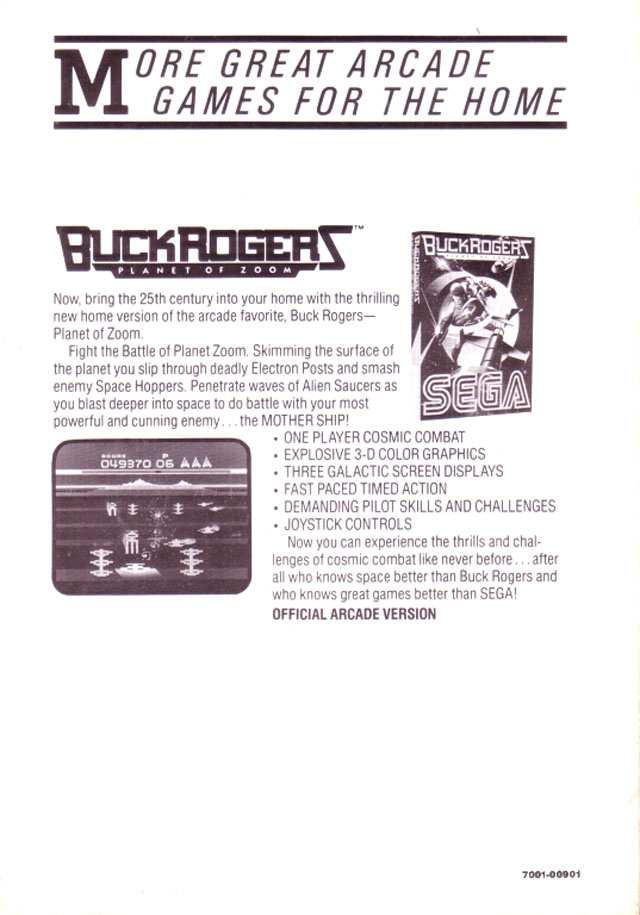 MORE GREAT ARCADE
GAMES FOR THE HOME
BUCK ROGERS™
PLANET OF ZOOM
Now, bring the 25th century into your home with the thrilling
new home version of the arcade favorite, Buck Rogers—
Planet of Zoom.
Fight the Battle of Planet Zoom. Skimming the surface of
the planet you slip through deadly Electron Posts and smash
enemy Space Hoppers. Penetrate waves of Alien Saucers as
you blast deeper into space to do battle with your most
powerful and cunning enemy...the MOTHER SHIP!
BUCKROGERS
SEGA
SCORE P
049370 06
• ONE PLAYER COSMIC COMBAT
• EXPLOSIVE 3-D COLOR GRAPHICS
• THREE GALACTIC SCREEN DISPLAYS
• FAST PACED TIMED ACTION
• DEMANDING PILOT SKILLS AND CHALLENGES
• JOYSTICK CONTROLS
Now you can experience the thrills and chal-
lenges of cosmic combat like never before...after
all who knows space better than Buck Rogers and
who knows great games better than SEGA!
OFFICIAL ARCADE VERSION
7001-00901